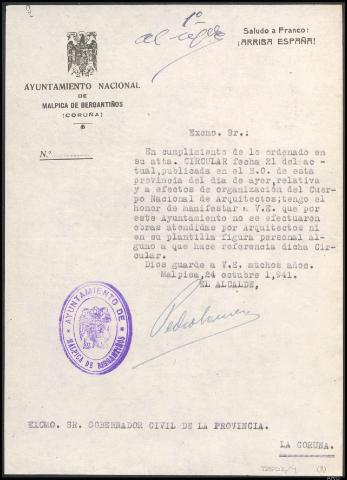 1º
al
Saludo a Franco:
¡ARRIBA ESPAÑA!
AYUNTAMIENTO NACIONAL
DE
MALPICA DE BERGANTIÑOS
(CORUÑA)
N.º
Excmo. Sr.:
En cumplimiento de lo ordenado en
su atta. CIRCULAR fecha 21 del ac-
tual,publicada en el B.O. de esta
provincia del dia de ayer,relativa
y a efectos de organización del Cuer-
po Nacional de Arquitectos;tengo el
honor de manifestar a V.E. que por
este Ayuntamiento no se efectuaron
obras atendidas por Arquitectos ni
en su plantilla figura personal al-
guno a que hace referencia dicha Cir-
cular.
Dios guarde a V.E. muchos años.
Malpica, 24 octubre 1.941.
EL ALCALDE,
AYUNTAMIENTO DE
MALPICA DE BERGANTIÑOS
EXCMO. SR. GOBERNADOR CIVIL DE LA PROVINCIA.
LA CORUÑA.